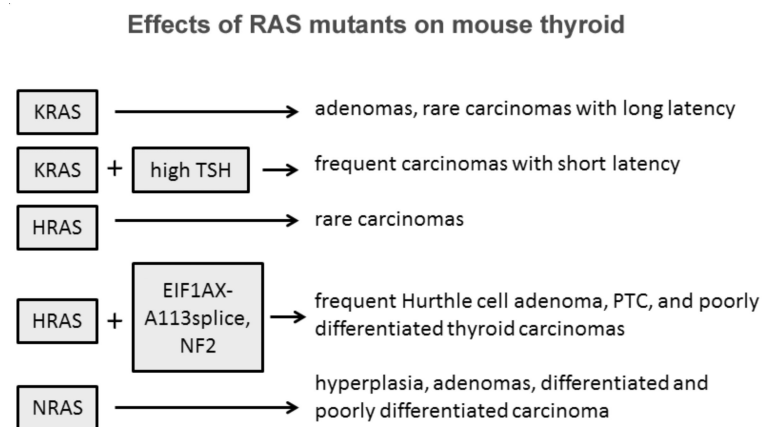 Effects of RAS mutants on mouse thyroid
KRAS adenomas, rare carcinomas with long latency
KRAS + high TSH frequent carcinomas with short latency
HRAS rare carcinomas
HRAS + EIF1AX-
A113splice,
NF2
frequent Hurthle cell adenoma, PTC, and poorly
differentiated thyroid carcinomas
NRAS hyperplasia, adenomas, differentiated and
poorly differentiated carcinoma